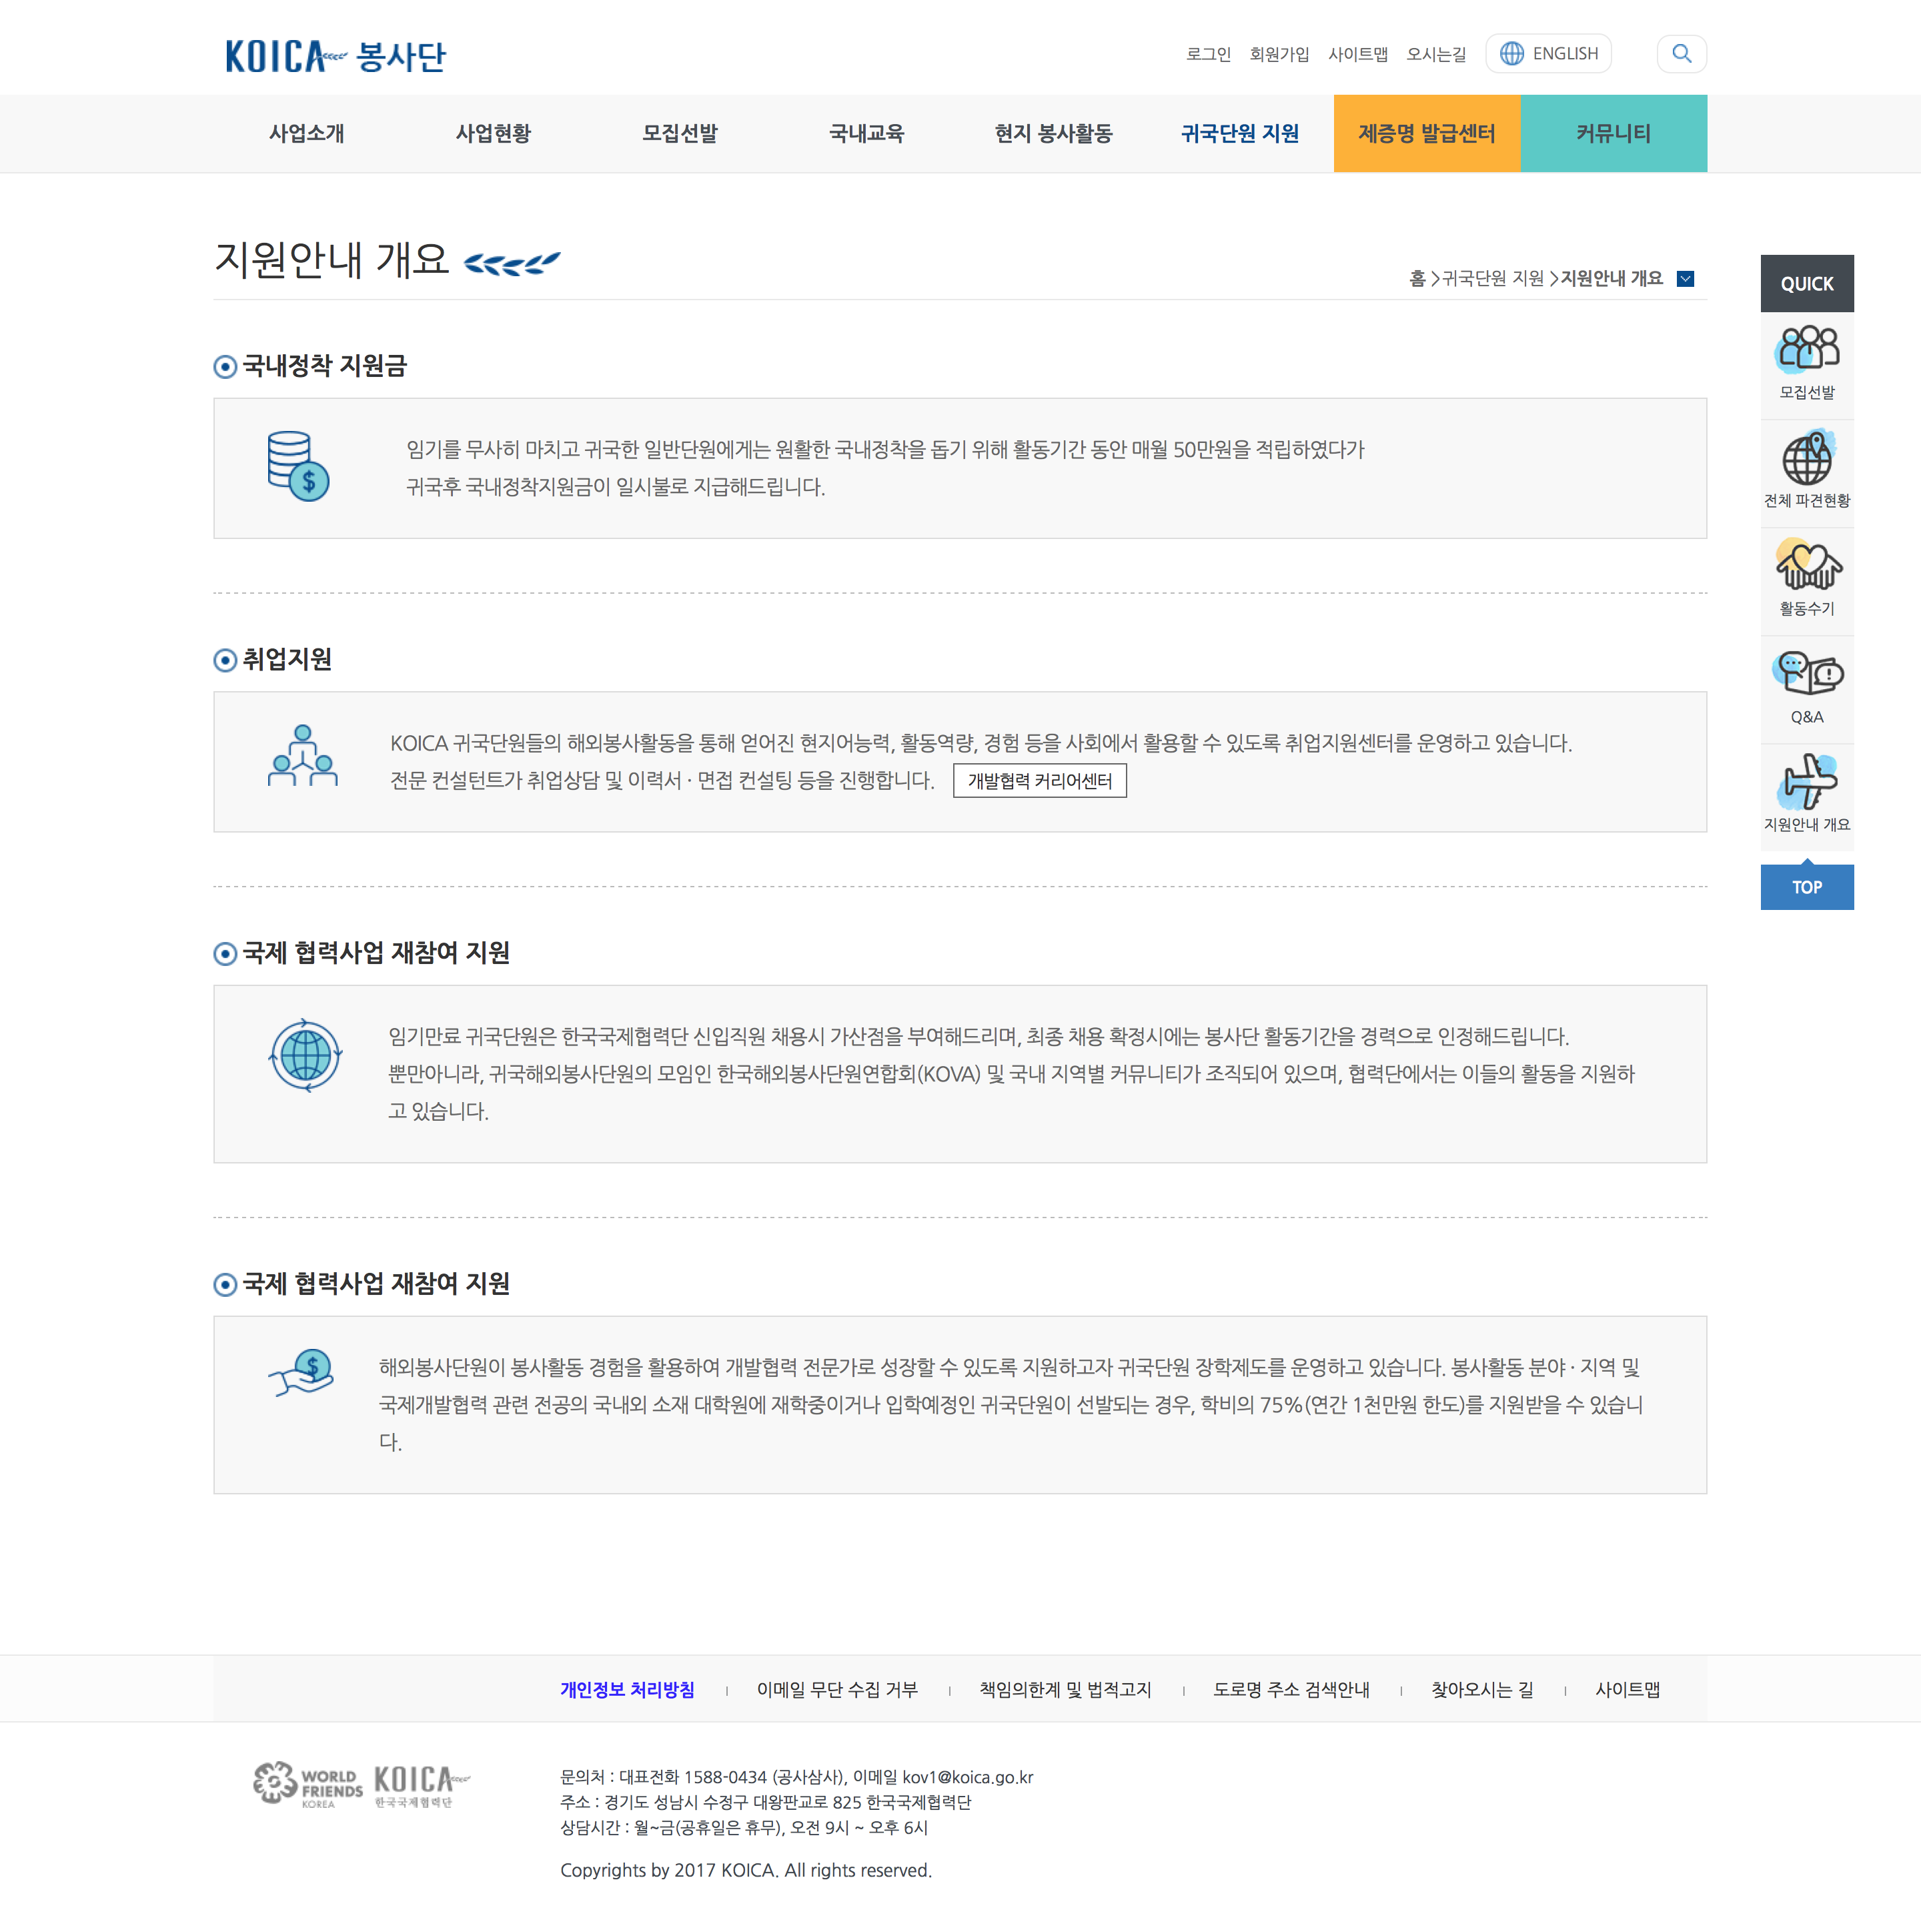 KOICA 봉사단
로그인 회원가입 사이트맵 오시는길 ENGLISH
사업소개 사업현황 모집선발 국내교육 현지 봉사활동 귀국단원 지원 제증명 발급센터 커뮤니티
지원안내 개요
홈 >귀국단원 지원 >지원안내 개요
국내정착 지원금
임기를 무사히 마치고 귀국한 일반단원에게는 원활한 국내정착을 돕기 위해 활동기간 동안 매월 50만원을 적립하였다가
귀국후 국내정착지원금이 일시불로 지급해드립니다.
취업지원
KOICA 귀국단원들의 해외봉사활동을 통해 얻어진 현지어능력, 활동역량, 경험 등을 사회에서 활용할 수 있도록 취업지원센터를 운영하고 있습니다.
전문 컨설턴트가 취업상담 및 이력서 · 면접 컨설팅 등을 진행합니다. 개발협력 커리어센터
국제 협력사업 재참여 지원
임기만료 귀국단원은 한국국제협력단 신입직원 채용시 가산점을 부여해드리며, 최종 채용 확정시에는 봉사단 활동기간을 경력으로 인정해드립니다.
뿐만아니라, 귀국해외봉사단원의 모임인 한국해외봉사단원연합회(KOVA) 및 국내 지역별 커뮤니티가 조직되어 있으며, 협력단에서는 이들의 활동을 지원하
고 있습니다.
국제 협력사업 재참여 지원
해외봉사단원이 봉사활동 경험을 활용하여 개발협력 전문가로 성장할 수 있도록 지원하고자 귀국단원 장학제도를 운영하고 있습니다. 봉사활동 분야 · 지역 및
국제개발협력 관련 전공의 국내외 소재 대학원에 재학중이거나 입학예정인 귀국단원이 선발되는 경우, 학비의 75%(연간 1천만원 한도)를 지원받을 수 있습니
다.
QUICK
모집선발
전체 파견현황
활동수기
Q&A
지원안내 개요
TOP
개인정보 처리방침 이메일 무단 수집 거부 책임의한계 및 법적고지 도로명 주소 검색안내 찾아오시는 길 사이트맵
WORLD
FRIENDS
KOREA
KOICA
한국국제협력단
문의처 : 대표전화 1588-0434 (공사삼사), 이메일 kov1@koica.go.kr
주소 : 경기도 성남시 수정구 대왕판교로 825 한국국제협력단
상담시간 : 월~금(공휴일은 휴무), 오전 9시 ~ 오후 6시
Copyrights by 2017 KOICA. All rights reserved.